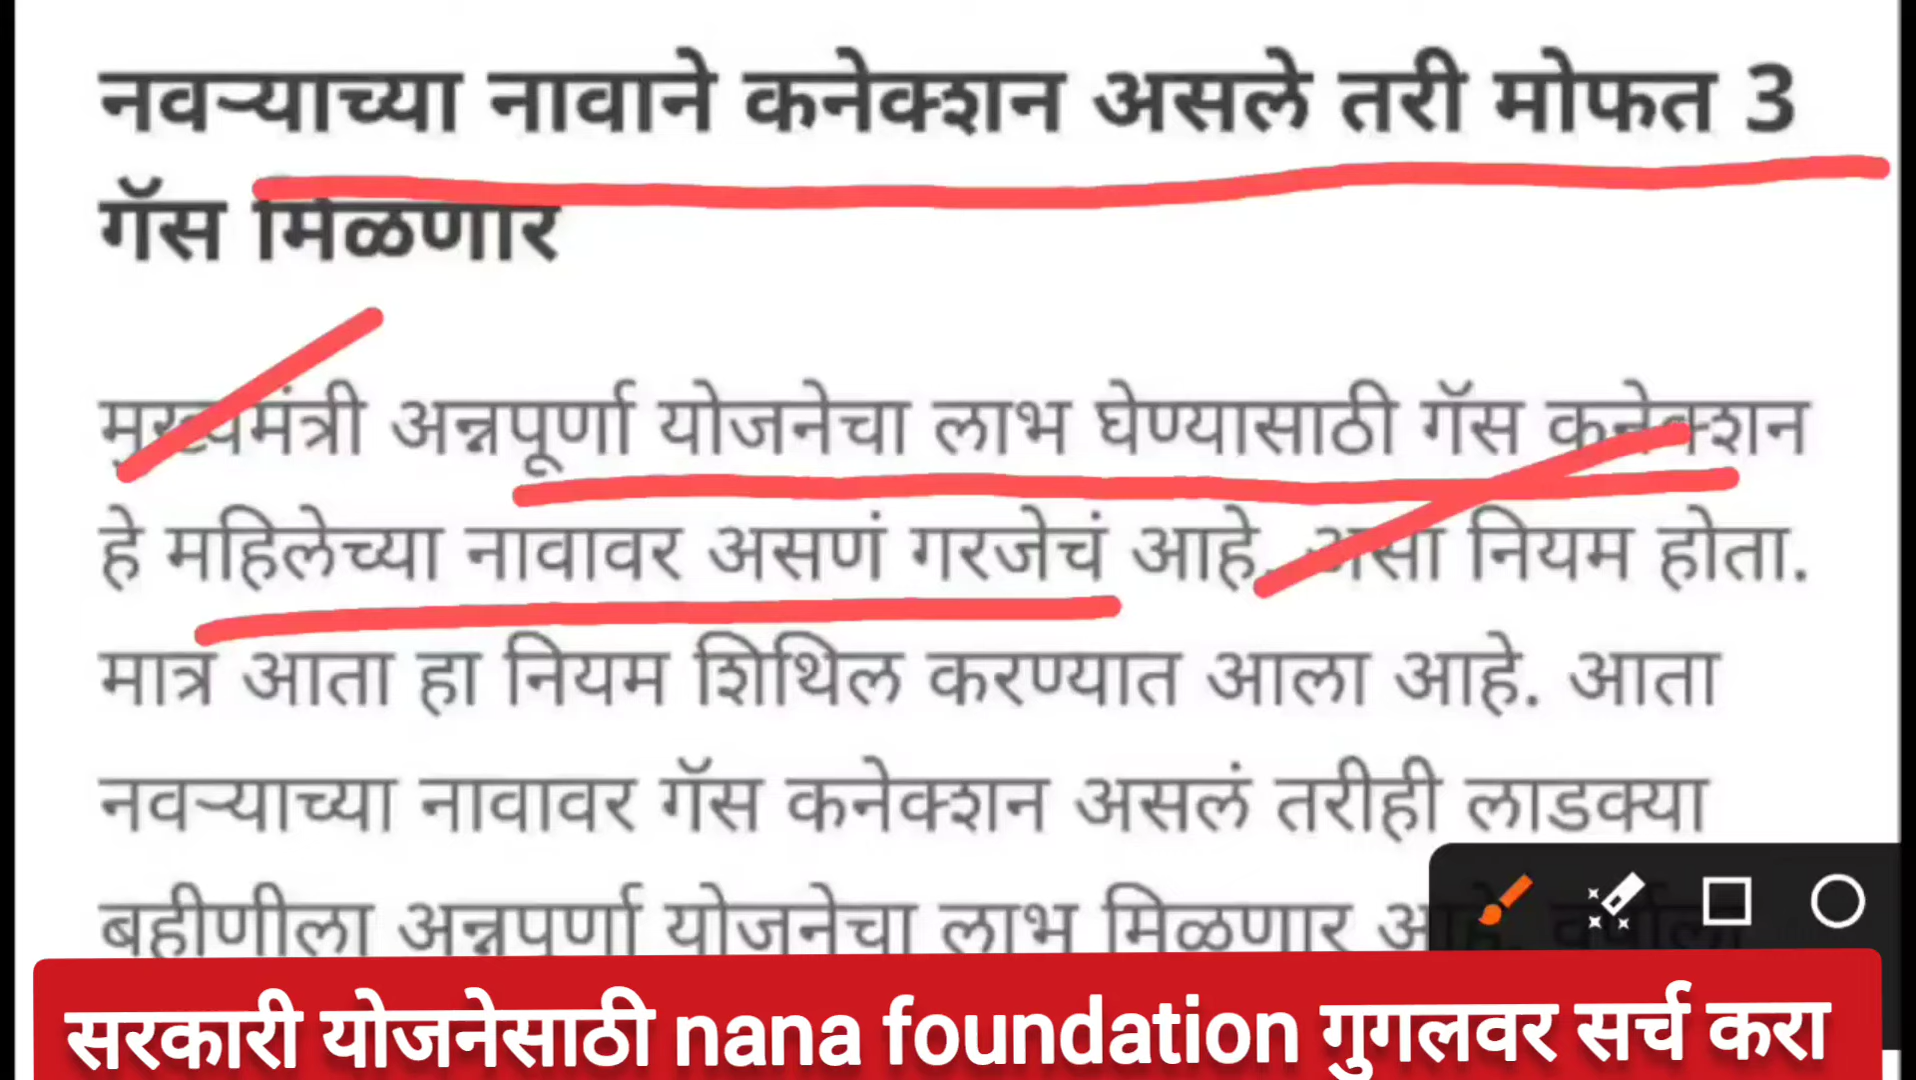 नवऱ्याच्या नावाने कनेक्शन असले तरी मोफत 3
गॅस मिळणार
मुख्यमंत्री अन्नपूर्णा योजनेचा लाभ घेण्यासाठी गॅस कनेक्शन
हे महिलेच्या नावावर असणं गरजेचं आहे. असा नियम होता.
मात्र आता हा नियम शिथिल करण्यात आला आहे. आता
नवऱ्याच्या नावावर गॅस कनेक्शन असलं तरीही लाडक्या
बहीणीला अन्नपूर्णा योजनेचा लाभ मिळणार आहे. वर्षाला
सरकारी योजनेसाठी nana foundation गुगलवर सर्च करा